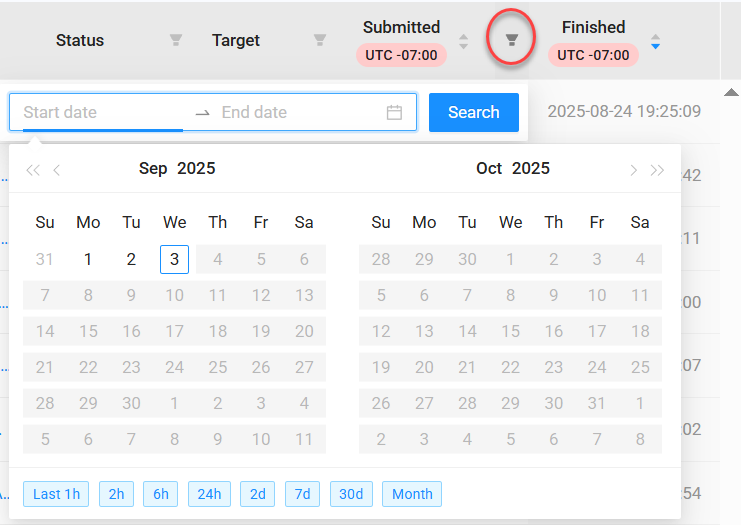 Status Target Submitted Finished
UTC -07:00 UTC -07:00
Start date End date Search 2025-08-24 19:25:09
Sep 2025 Oct 2025
:42
Su Mo Tu We Th Fr Sa Su Mo Tu We Th Fr Sa
:11
31 1 2 3 4 5 6 28 29 30 1 2 3 4
7 8 9 10 11 12 13 5 6 7 8 9 10 11
:00
14 15 16 17 18 19 20 12 13 14 15 16 17 18
21 22 23 24 25 26 27 19 20 21 22 23 24 25
:07
28 29 30 1 2 3 4 26 27 28 29 30 31 1
:02
5 6 7 8 9 10 11 2 3 4 5 6 7 8
Last 1h 2h 6h 24h 2d 7d 30d Month
:54